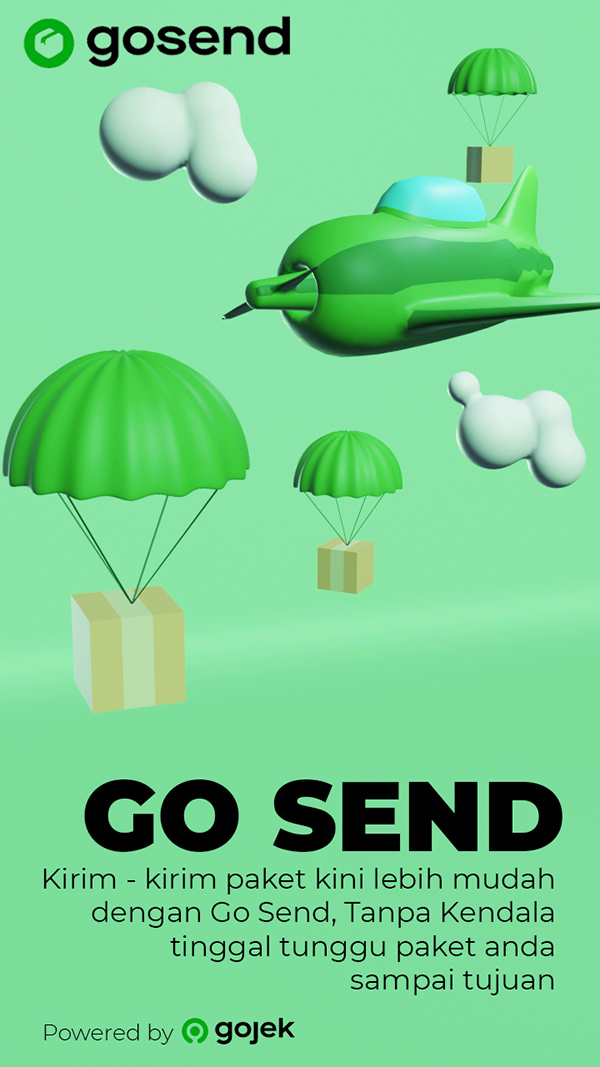 gosend
GO SEND
Kirim - kirim paket kini lebih mudah
dengan Go Send, Tanpa Kendala
tinggal tunggu paket anda
sampai tujuan
Powered by gojek